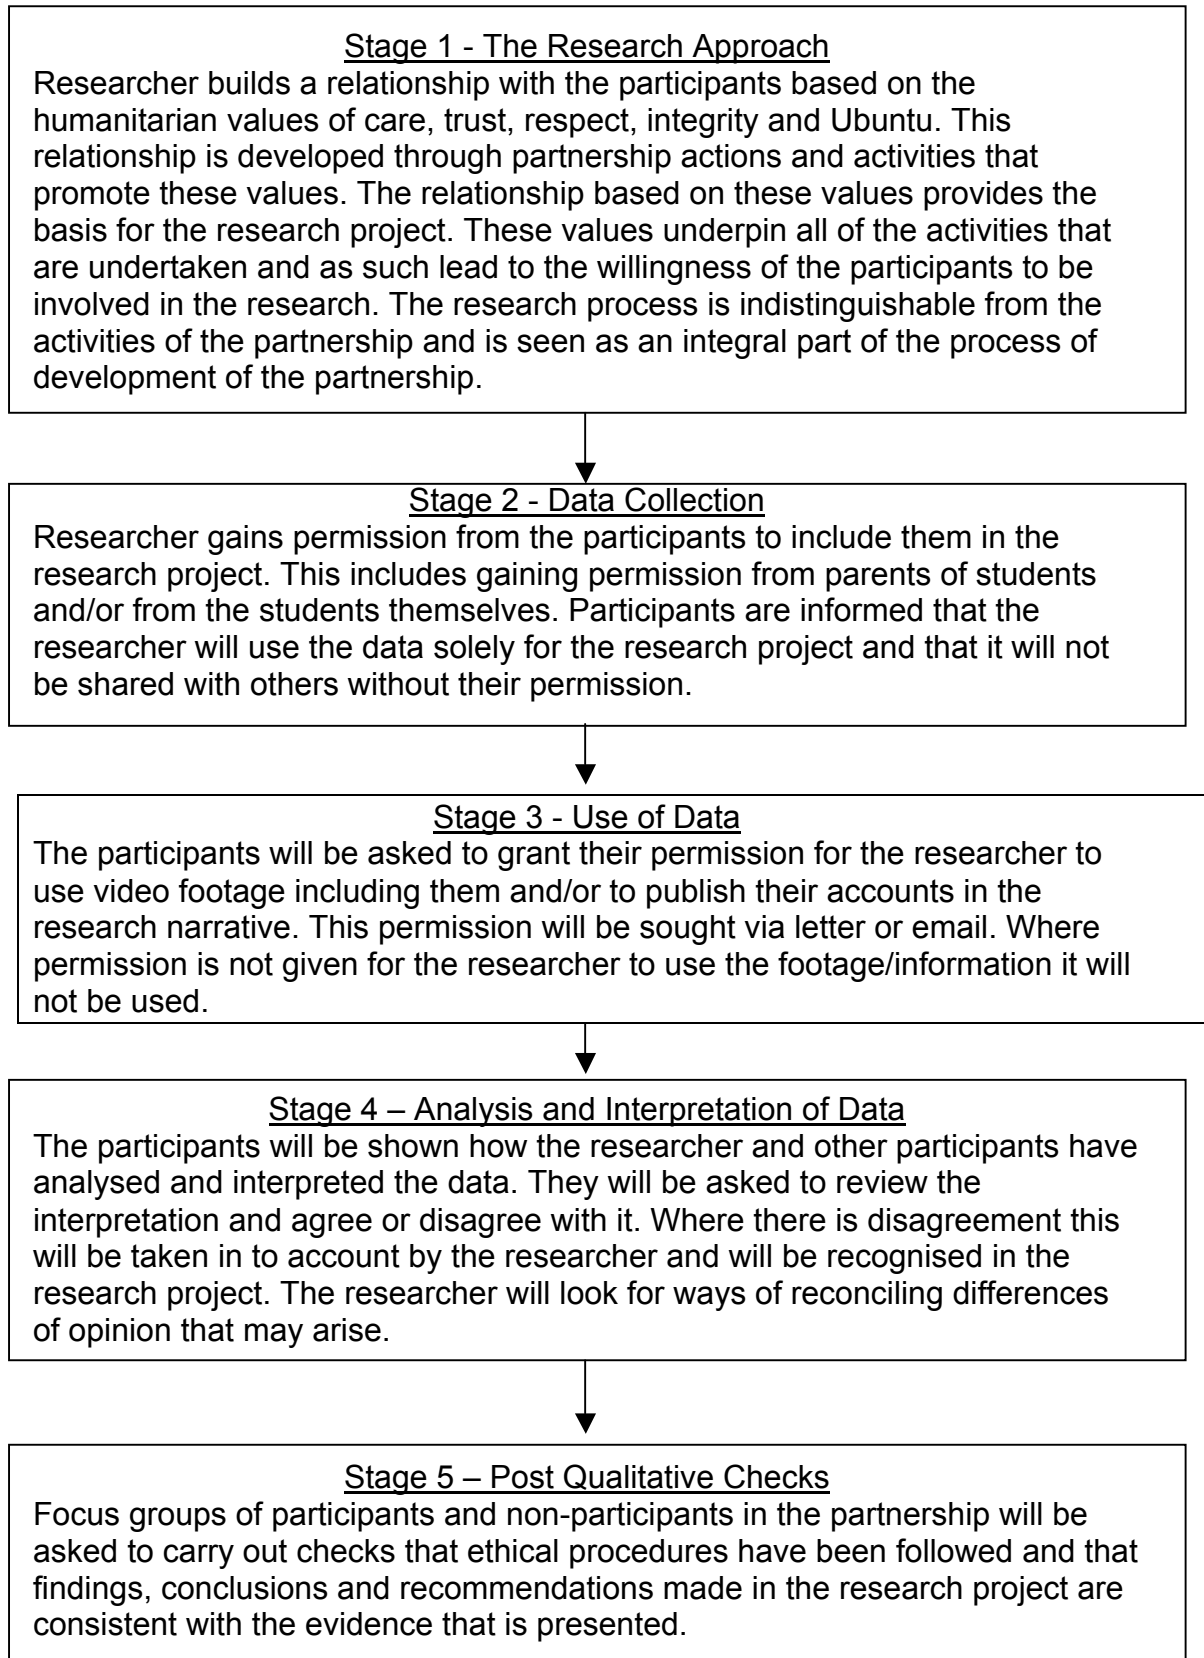 Stage 1 - The Research Approach
Researcher builds a relationship with the participants based on the
humanitarian values of care, trust, respect, integrity and Ubuntu. This
relationship is developed through partnership actions and activities that
promote these values. The relationship based on these values provides the
basis for the research project. These values underpin all of the activities that
are undertaken and as such lead to the willingness of the participants to be
involved in the research. The research process is indistinguishable from the
activities of the partnership and is seen as an integral part of the process of
development of the partnership.
Stage 2 - Data Collection
Researcher gains permission from the participants to include them in the
research project. This includes gaining permission from parents of students
and/or from the students themselves. Participants are informed that the
researcher will use the data solely for the research project and that it will not
be shared with others without their permission.
Stage 3 - Use of Data
The participants will be asked to grant their permission for the researcher to
use video footage including them and/or to publish their accounts in the
research narrative. This permission will be sought via letter or email. Where
permission is not given for the researcher to use the footage/information it will
not be used.
Stage 4 – Analysis and Interpretation of Data
The participants will be shown how the researcher and other participants have
analysed and interpreted the data. They will be asked to review the
interpretation and agree or disagree with it. Where there is disagreement this
will be taken in to account by the researcher and will be recognised in the
research project. The researcher will look for ways of reconciling differences
of opinion that may arise.
Stage 5 – Post Qualitative Checks
Focus groups of participants and non-participants in the partnership will be
asked to carry out checks that ethical procedures have been followed and that
findings, conclusions and recommendations made in the research project are
consistent with the evidence that is presented.